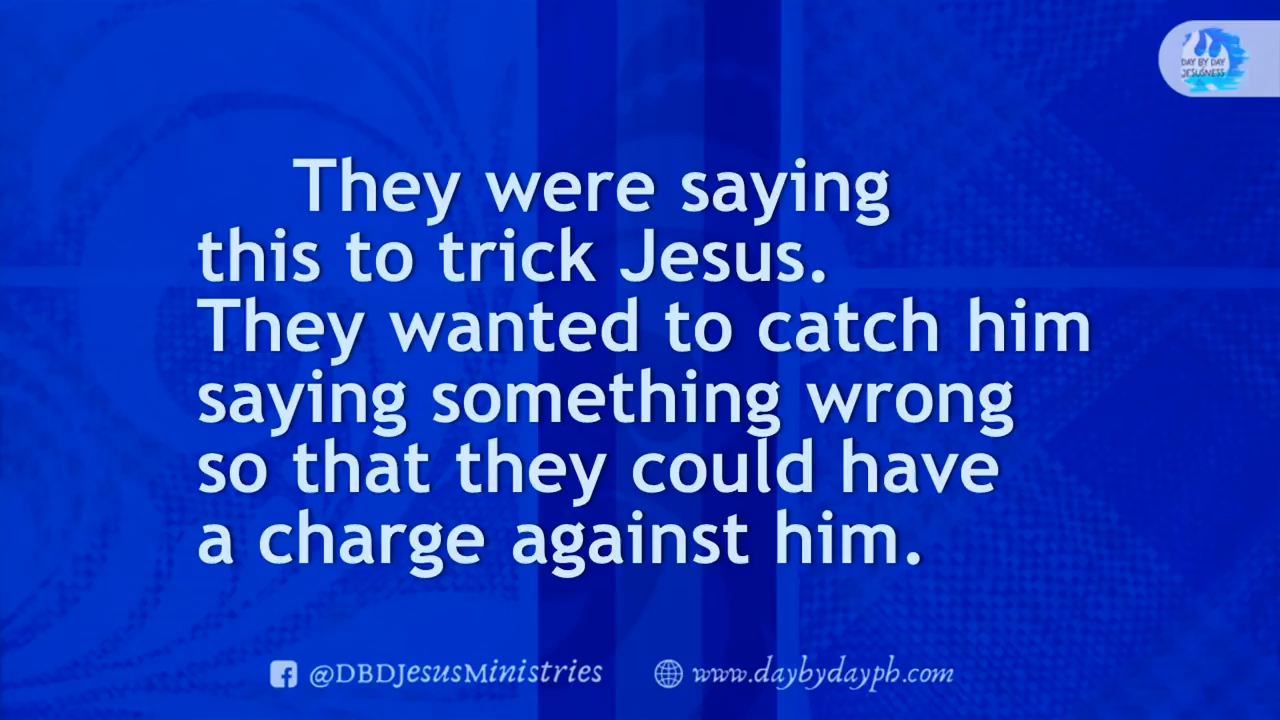 DAY BY DAY
JESUSNESS
They were saying
this to trick Jesus.
They wanted to catch him
saying something wrong
so that they could have
a charge against him.
@DBDJesusMinistries
www.daybydayph.com